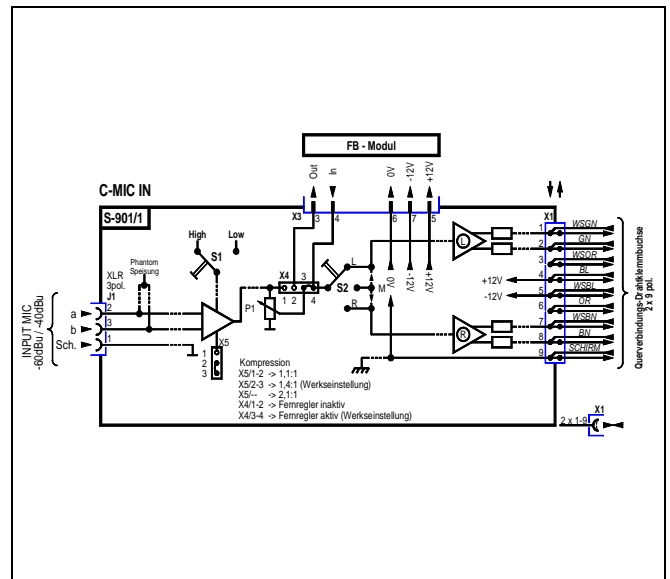 FB - Modul
Out
In
0V
-12V
+12V
C-MIC IN
S-901/1
X3
3
4
6
7
5
X1
High
Low
S1
Phantom
Speisung
XLR
3pol.
J1
INPUT MIC
-60dBu / -40dBu
a
2
b
3
Sch.
1
X4
3
1 2
4
P1
S2
L
M
R
0V
-12V
+12V
L
R
+12V
-12V
1
WSGN
2
GN
3
WSOR
4
BL
5
WSBL
6
OR
7
WSBN
8
BN
9
SCHIRM
Querverbindungs-Drahtklemmbuchse
2 x 9 pol.
X5
1
2
3
Kompression
X5/1-2 -> 1,1:1
X5/2-3 -> 1,4:1 (Werkseinstellung)
X5/-- -> 2,1:1
X4/1-2 -> Fernregler inaktiv
X4/3-4 -> Fernregler aktiv (Werkseinstellung)
X1
2 x 1-9